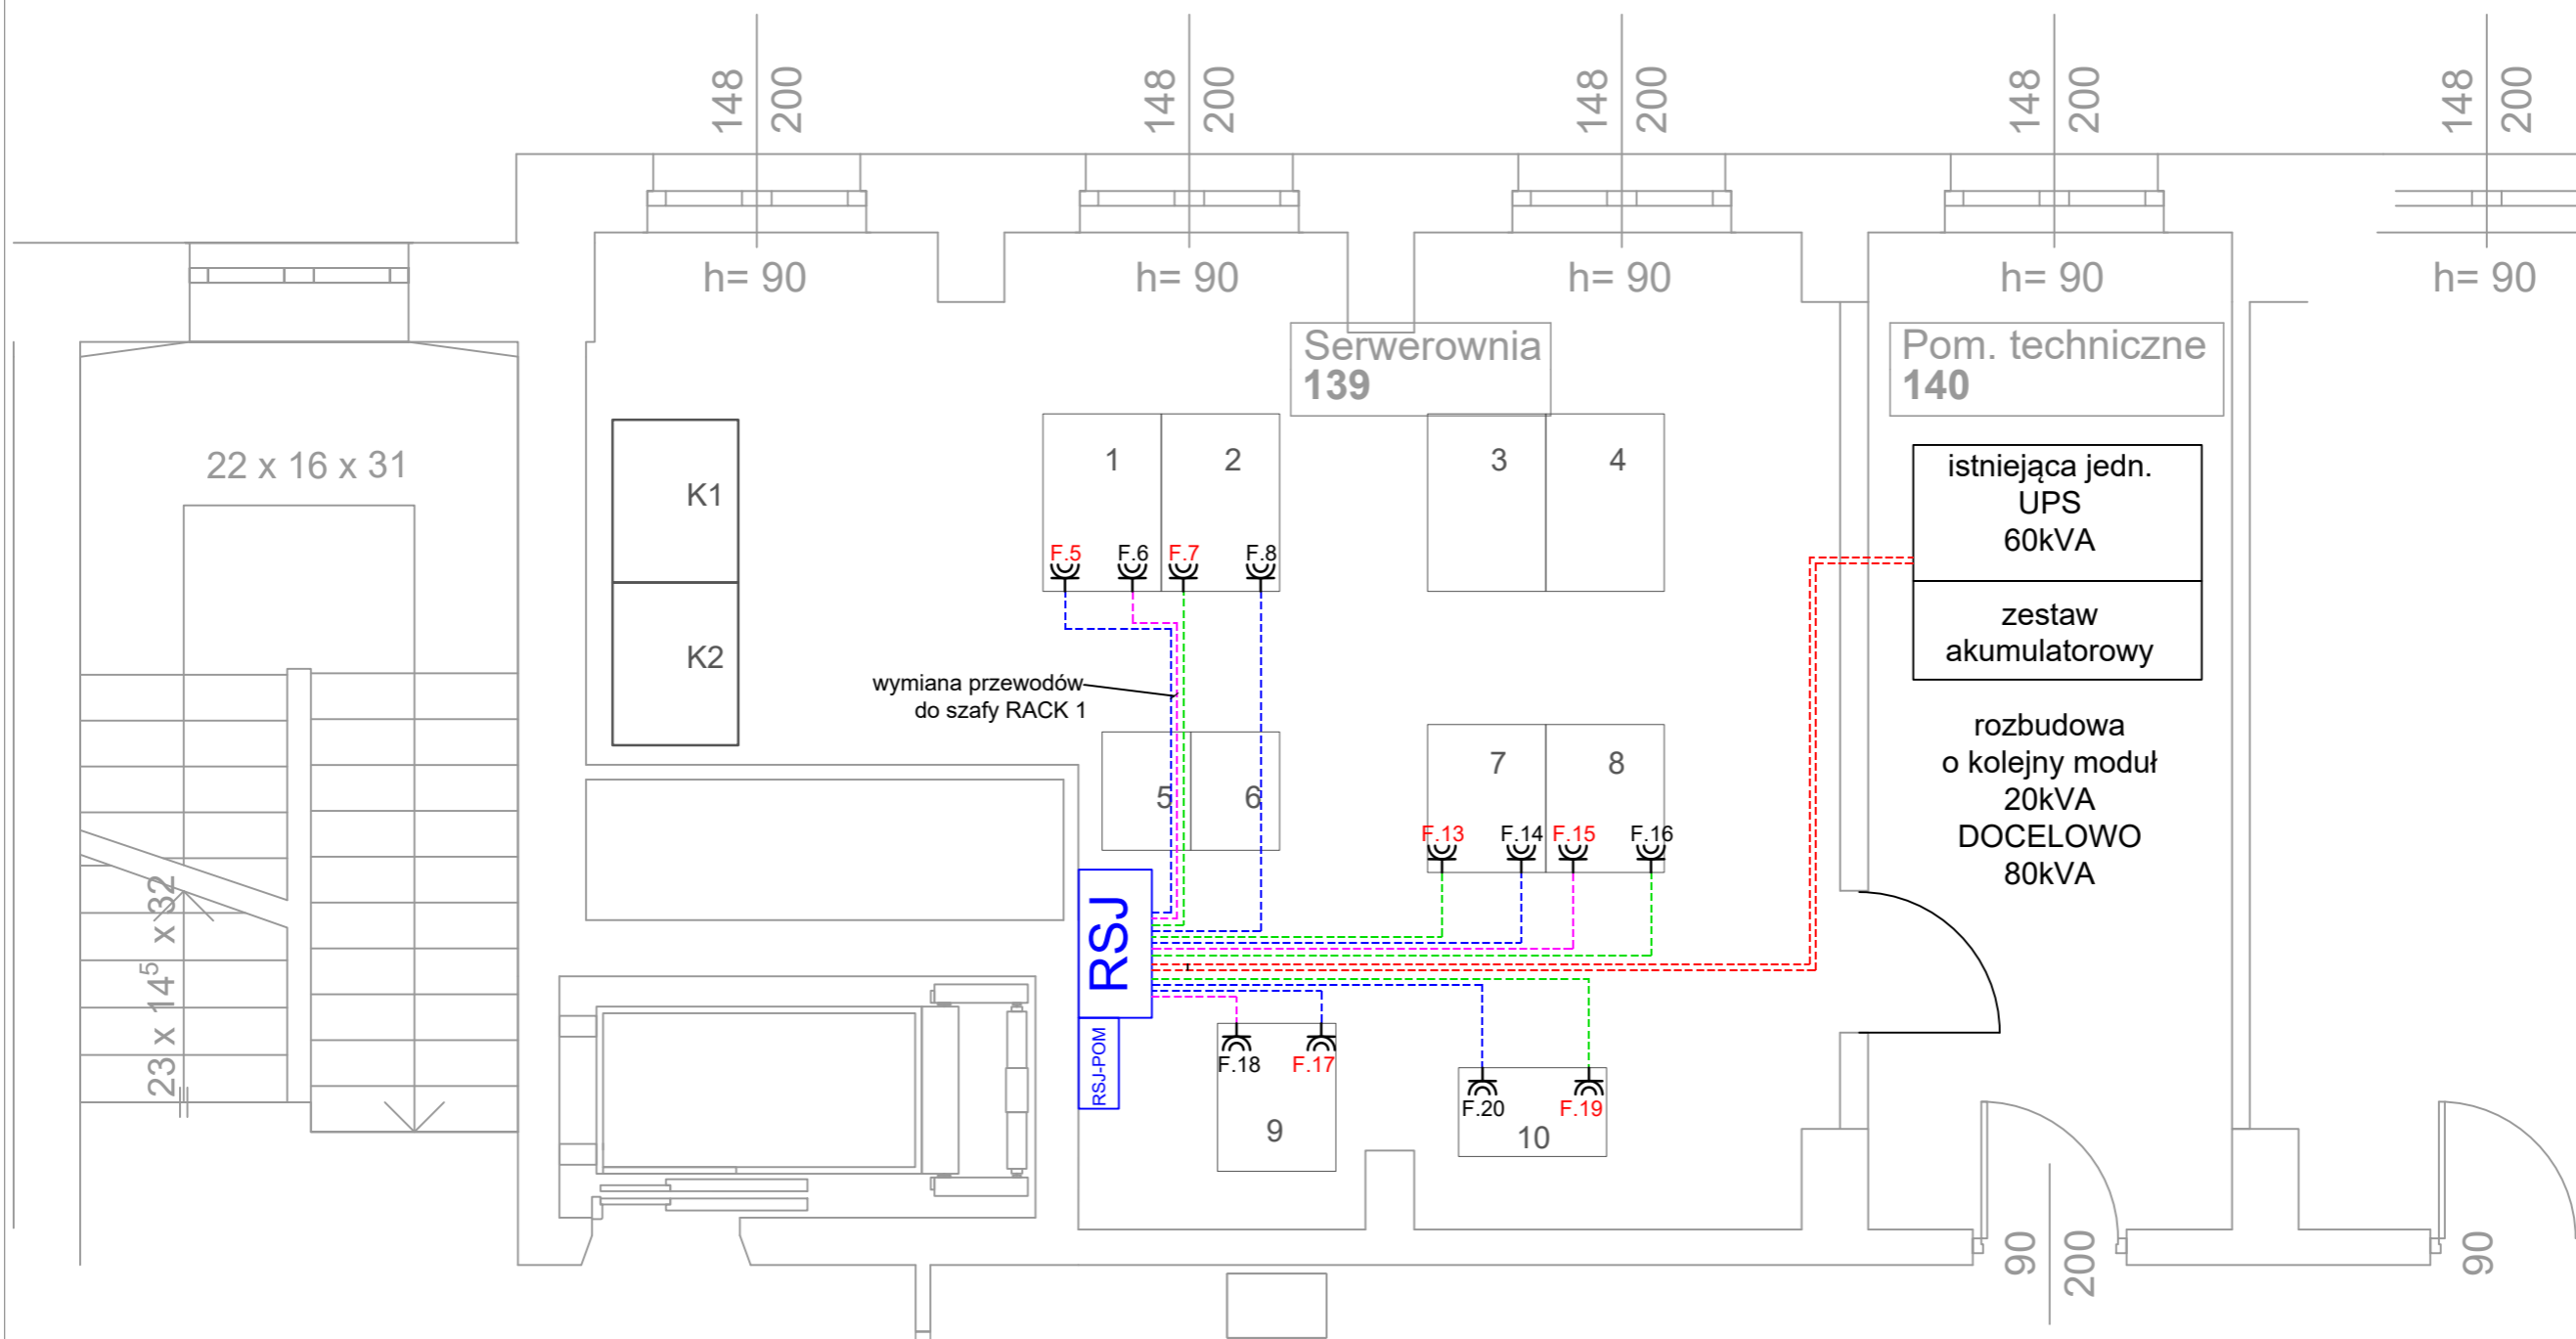 148
200
148
200
148
200
148
200
148
200
h= 90
h= 90
h= 90
h= 90
h= 90
Serwerownia
139
Pom. techniczne
140
22 x 16 x 31
K1
K2
1
2
3
4
F.5
F.6
F.7
F.8
istniejąca jedn.
UPS
60kVA
zestaw
akumulatorowy
wymiana przewodów
do szafy RACK 1
rozbudowa
o kolejny moduł
20kVA
DOCELOWO
80kVA
5
6
7
8
F.13
F.14
F.15
F.16
23 x 14⁵ x 32
RSJ
RSJ-POM
F.18
F.17
9
F.20
F.19
10
90
200
90